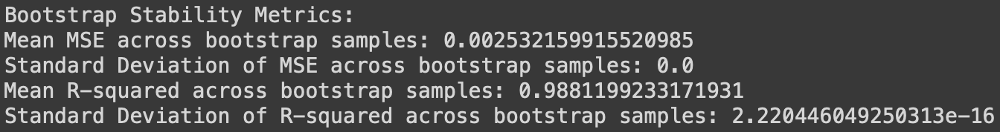 Bootstrap Stability Metrics:
Mean MSE across bootstrap samples: 0.002532159915520985
Standard Deviation of MSE across bootstrap samples: 0.0
Mean R-squared across bootstrap samples: 0.9881199233171931
Standard Deviation of R-squared across bootstrap samples: 2.220446049250313e-16